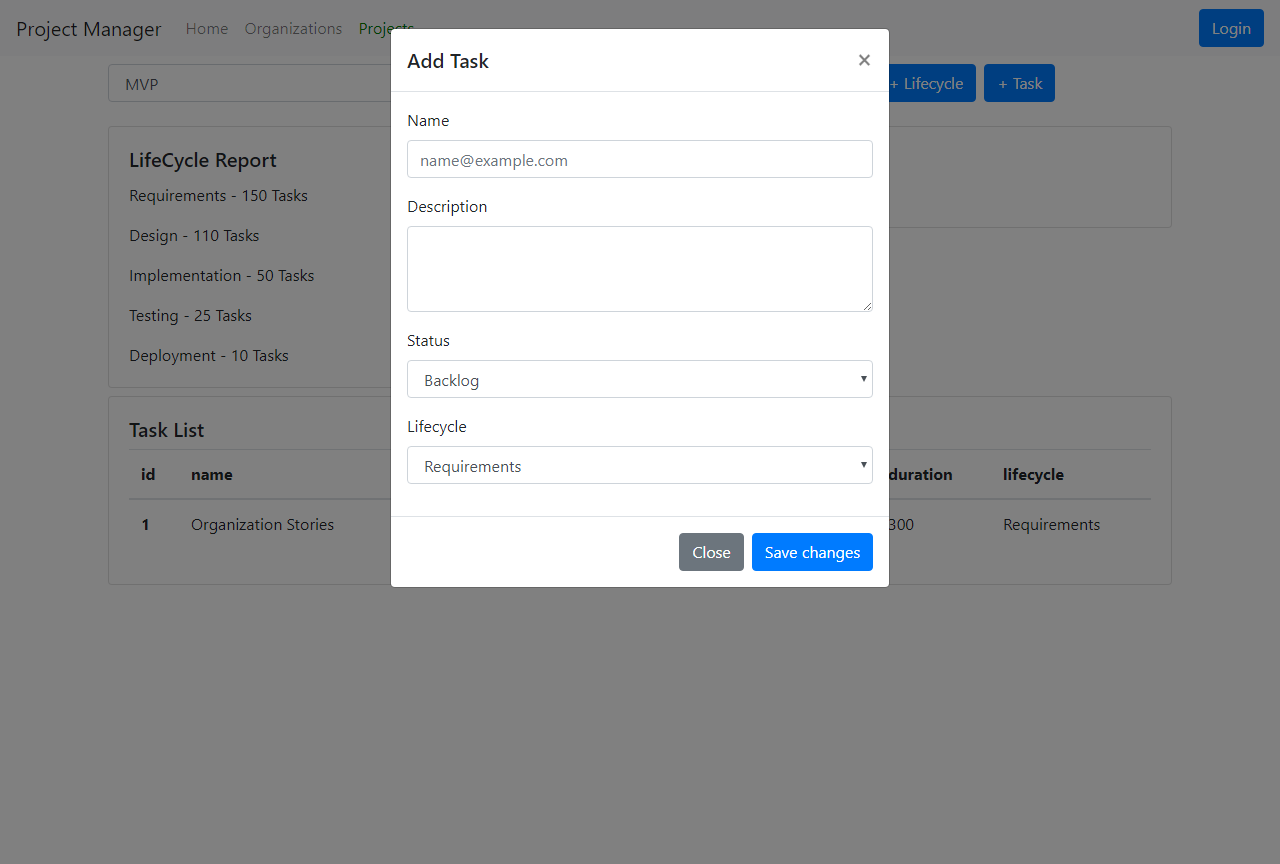 Project Manager Home Organizations Projects Login
MVP + Lifecycle + Task
Add Task ×
Name
name@example.com
Description
Status
Backlog
Lifecycle
Requirements
Close Save changes
LifeCycle Report
Requirements - 150 Tasks
Design - 110 Tasks
Implementation - 50 Tasks
Testing - 25 Tasks
Deployment - 10 Tasks
Task List
id name duration lifecycle
1 Organization Stories 300 Requirements